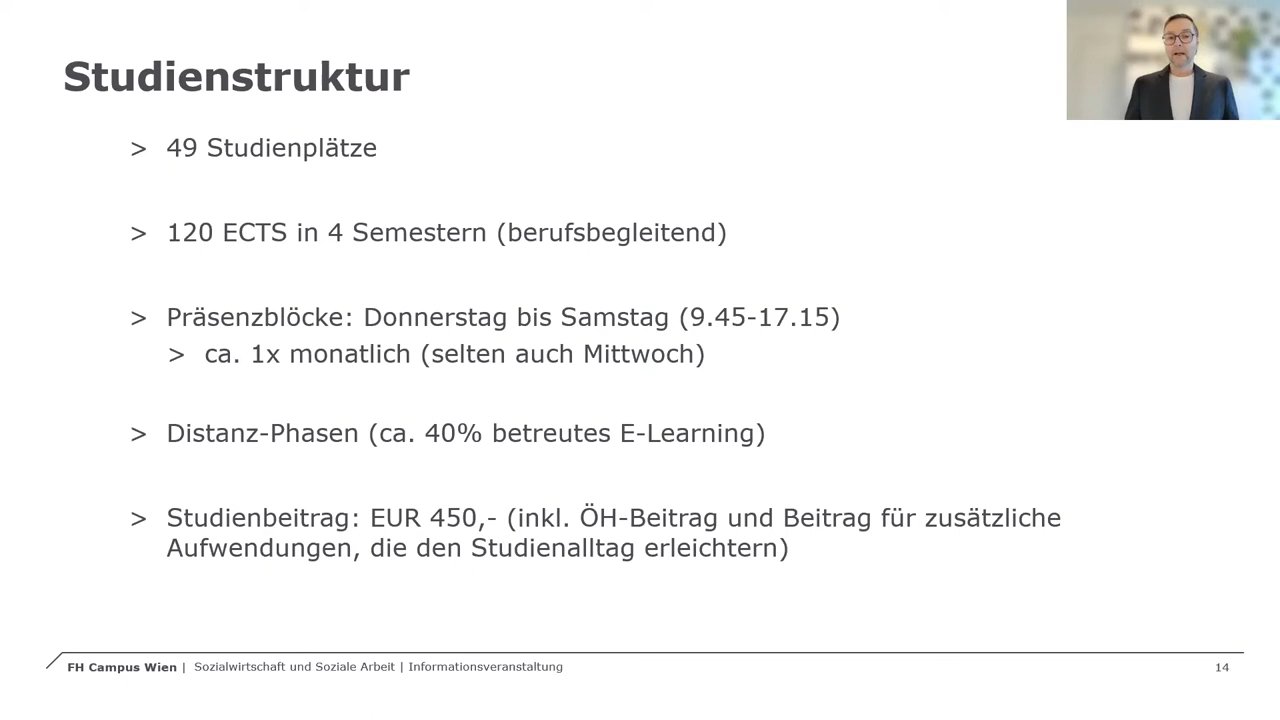 Studienstruktur
> 49 Studienplätze
> 120 ECTS in 4 Semestern (berufsbegleitend)
> Präsenzblöcke: Donnerstag bis Samstag (9.45-17.15)
> ca. 1x monatlich (selten auch Mittwoch)
> Distanz-Phasen (ca. 40% betreutes E-Learning)
> Studienbeitrag: EUR 450,- (inkl. ÖH-Beitrag und Beitrag für zusätzliche
Aufwendungen, die den Studienalltag erleichtern)
FH Campus Wien | Sozialwirtschaft und Soziale Arbeit | Informationsveranstaltung
14